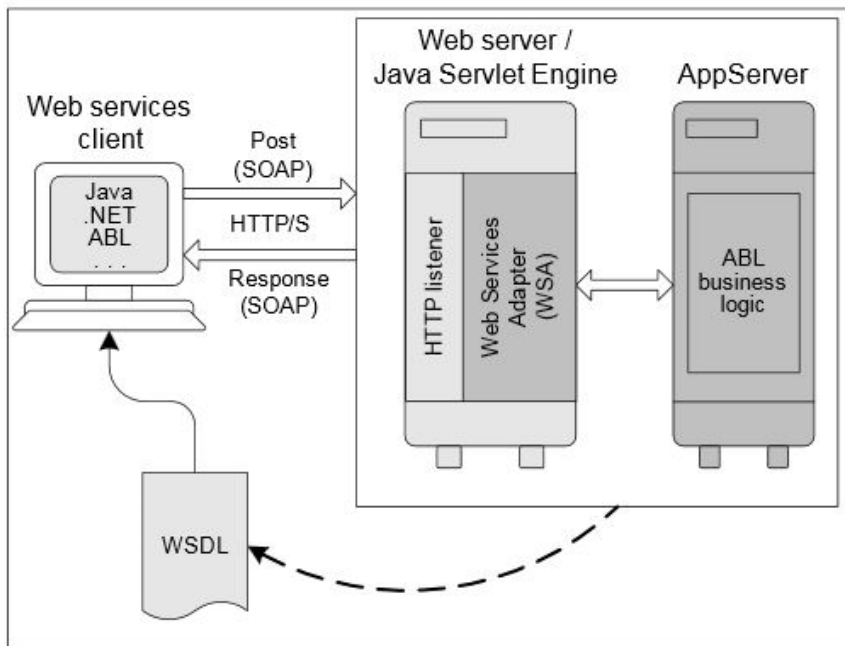 Web server /
Java Servlet Engine
AppServer
Web services
client
Post
(SOAP)
Java
.NET
ABL
. . .
HTTP/S
Response
(SOAP)
HTTP listener
Web Services
Adapter
(WSA)
ABL
business
logic
WSDL